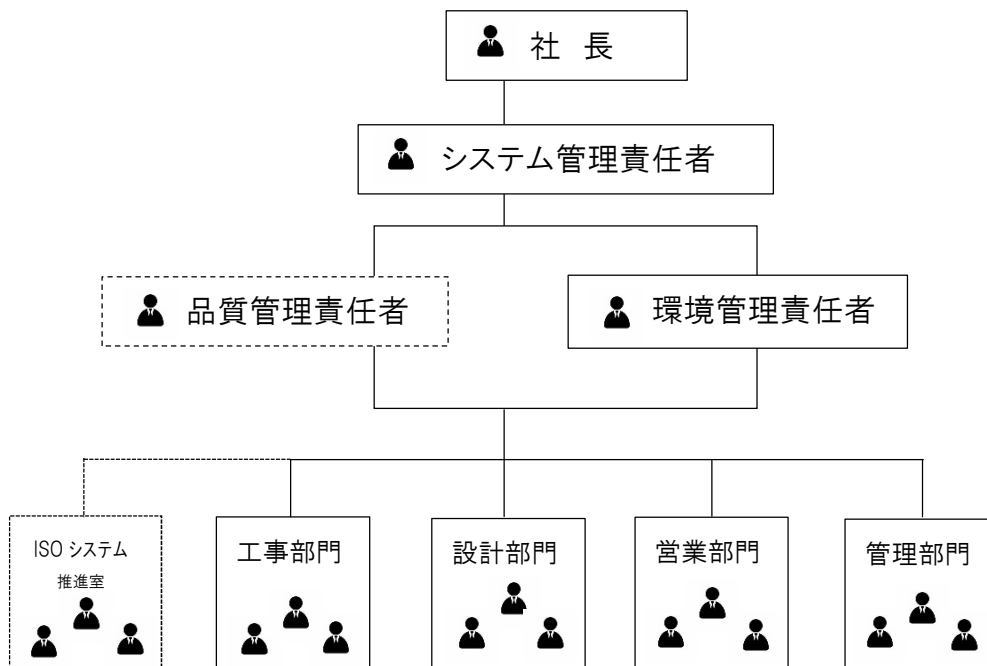 社 長
システム管理責任者
品質管理責任者
環境管理責任者
ISO システム
推進室
工事部門
設計部門
営業部門
管理部門